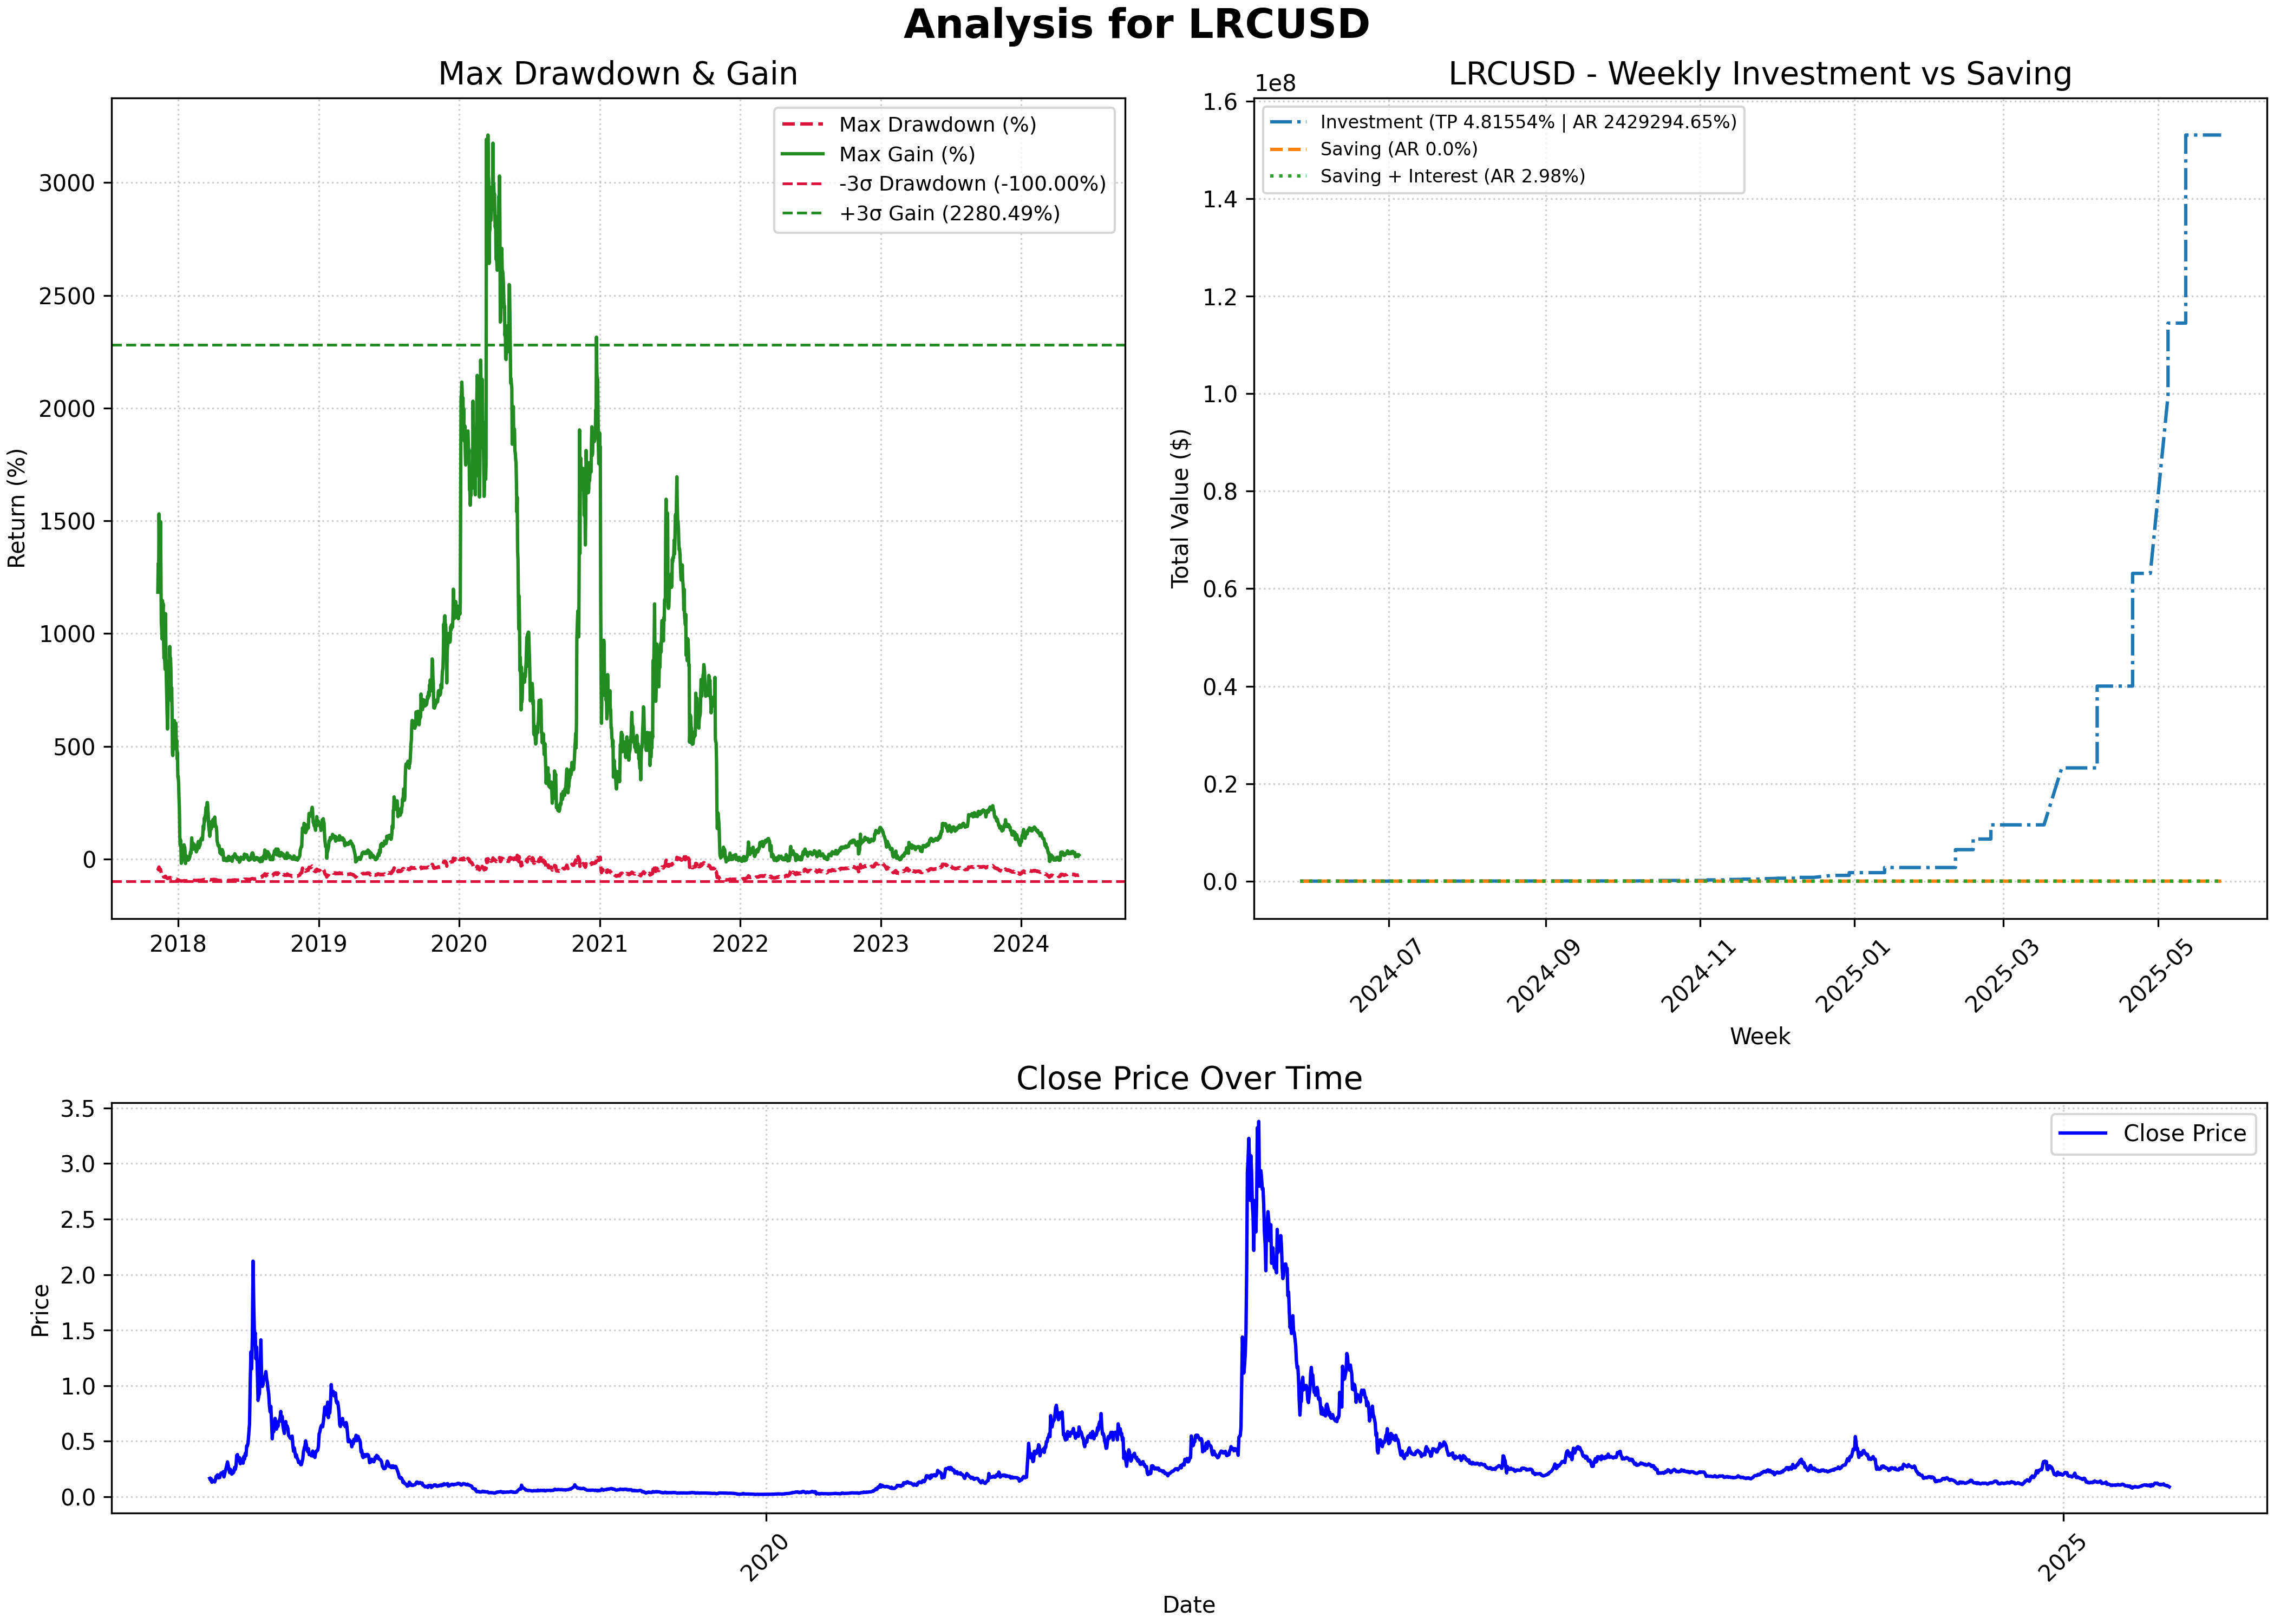 Analysis for LRCUSD
Max Drawdown & Gain
Max Drawdown (%)
Max Gain (%)
-3σ Drawdown (-100.00%)
+3σ Gain (2280.49%)
Return (%)
3000
2500
2000
1500
1000
500
0
2018
2019
2020
2021
2022
2023
2024
LRCUSD - Weekly Investment vs Saving
1e8
Investment (TP 4.81554% | AR 2429294.65%)
Saving (AR 0.0%)
Saving + Interest (AR 2.98%)
Total Value ($)
1.6
1.4
1.2
1.0
0.8
0.6
0.4
0.2
0.0
2024-07
2024-09
2024-11
2025-01
2025-03
2025-05
Week
Close Price Over Time
Close Price
Price
3.5
3.0
2.5
2.0
1.5
1.0
0.5
0.0
2020
2025
Date